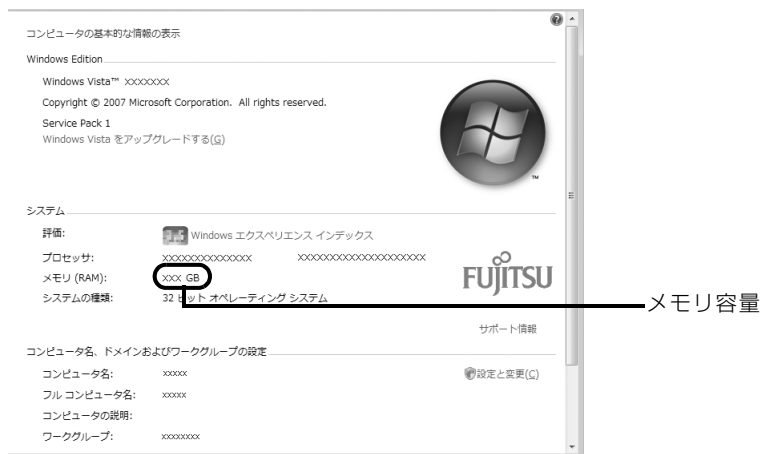 コンピュータの基本的な情報の表示
Windows Edition
Windows Vista™ XXXXXXX
Copyright © 2007 Microsoft Corporation. All rights reserved.
Service Pack 1
Windows Vista をアップグレードする(G)
TM
システム
評価: Windows エクスペリエンス インデックス
プロセッサ: XXXXXXXXXXXXXX XXXXXXXXXXXXXXXXXXXX
メモリ (RAM): XXX GB
システムの種類: 32 ビット オペレーティング システム
FUJITSU
メモリ容量
サポート情報
コンピュータ名、ドメインおよびワークグループの設定
コンピュータ名: XXXXX
設定と変更(C)
フル コンピュータ名: XXXXX
コンピュータの説明:
ワークグループ: XXXXXXXX